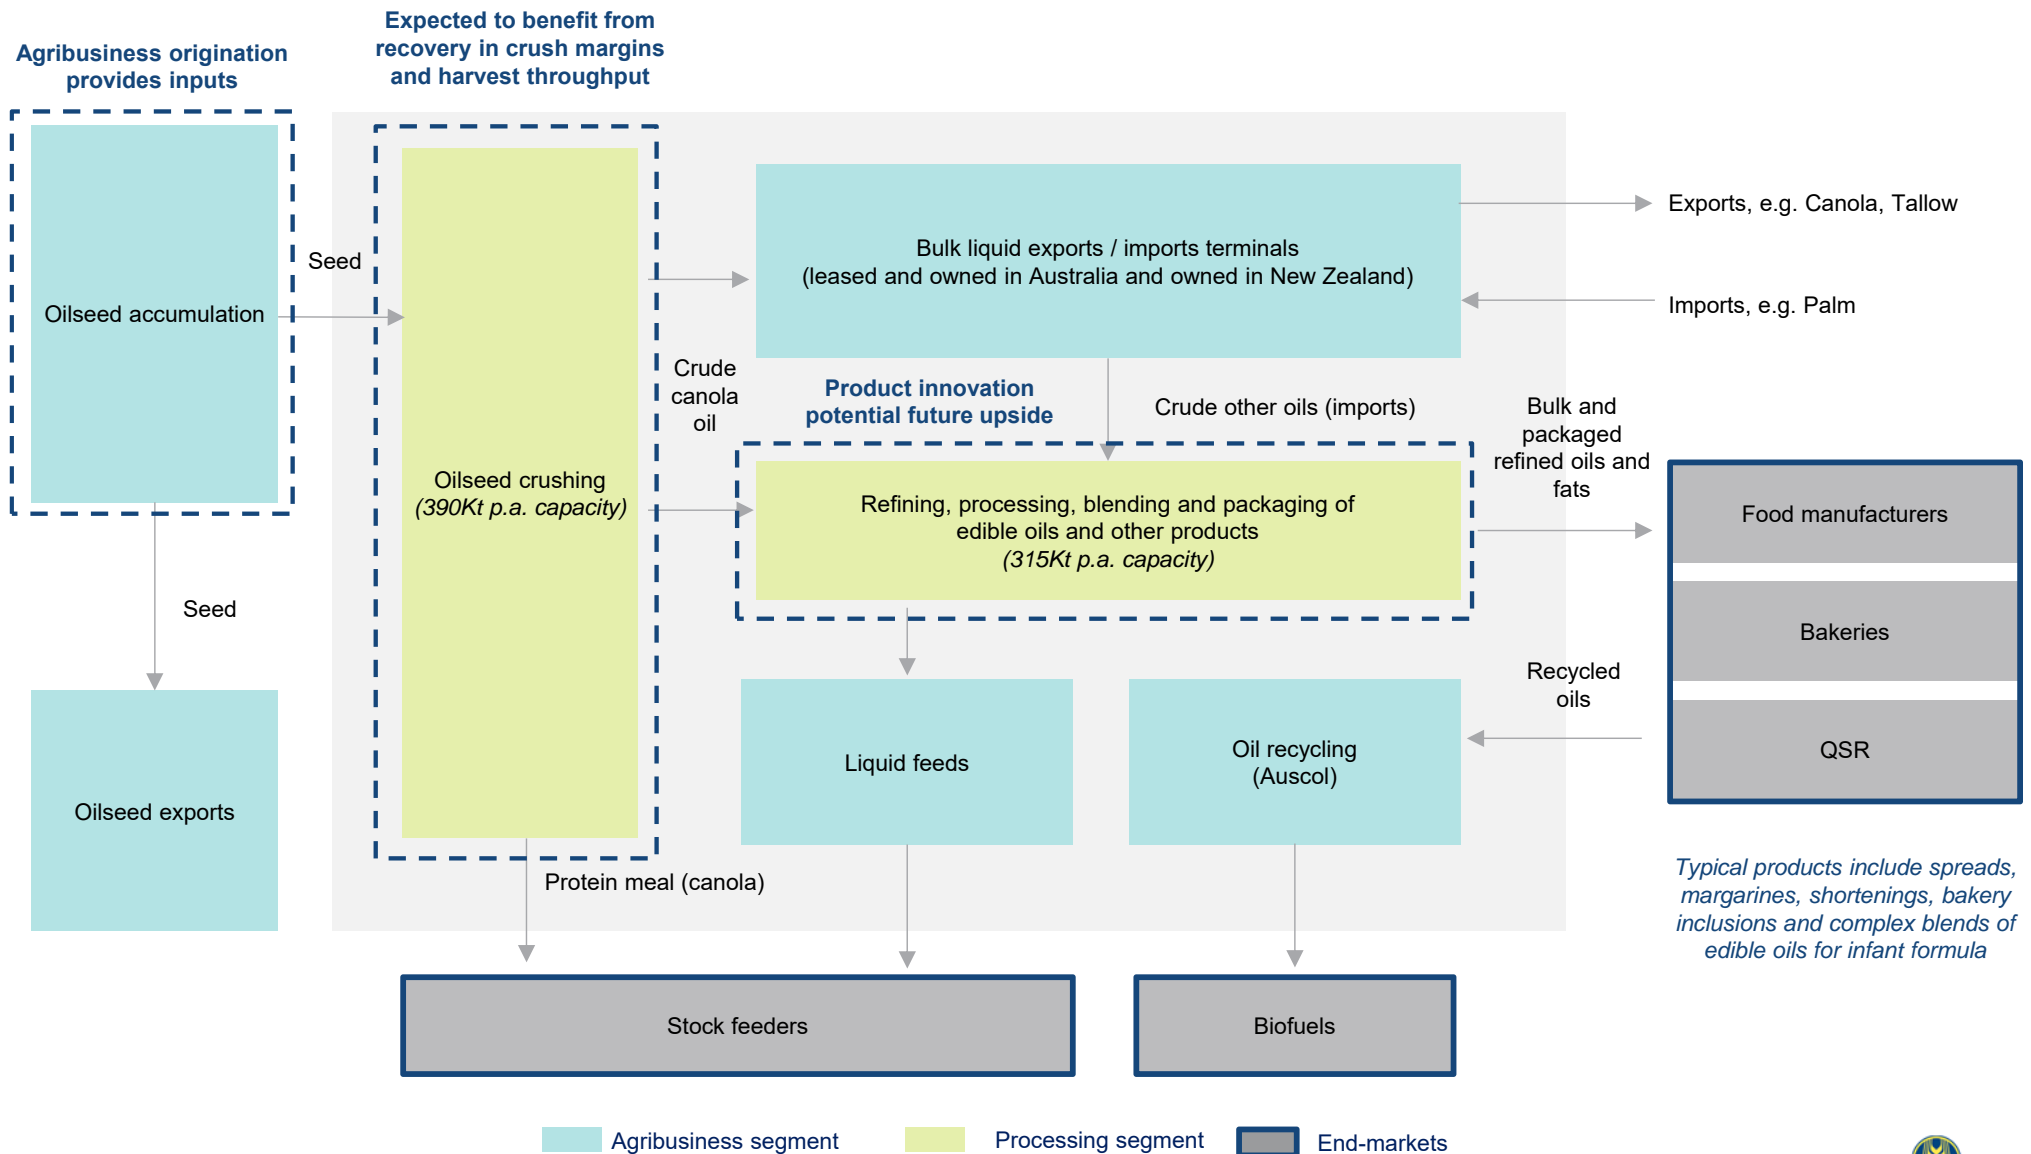 Expected to benefit from
recovery in crush margins
and harvest throughput
Agribusiness origination
provides inputs
Oilseed accumulation
Seed
Seed
Oilseed exports
Oilseed crushing
(390Kt p.a. capacity)
Crude
canola
oil
Protein meal (canola)
Bulk liquid exports / imports terminals
(leased and owned in Australia and owned in New Zealand)
Exports, e.g. Canola, Tallow
Imports, e.g. Palm
Product innovation
potential future upside
Crude other oils (imports)
Refining, processing, blending and packaging of
edible oils and other products
(315Kt p.a. capacity)
Bulk and
packaged
refined oils and
fats
Food manufacturers
Bakeries
QSR
Recycled
oils
Liquid feeds
Oil recycling
(Auscol)
Typical products include spreads,
margarines, shortenings, bakery
inclusions and complex blends of
edible oils for infant formula
Stock feeders
Biofuels
Agribusiness segment
Processing segment
End-markets